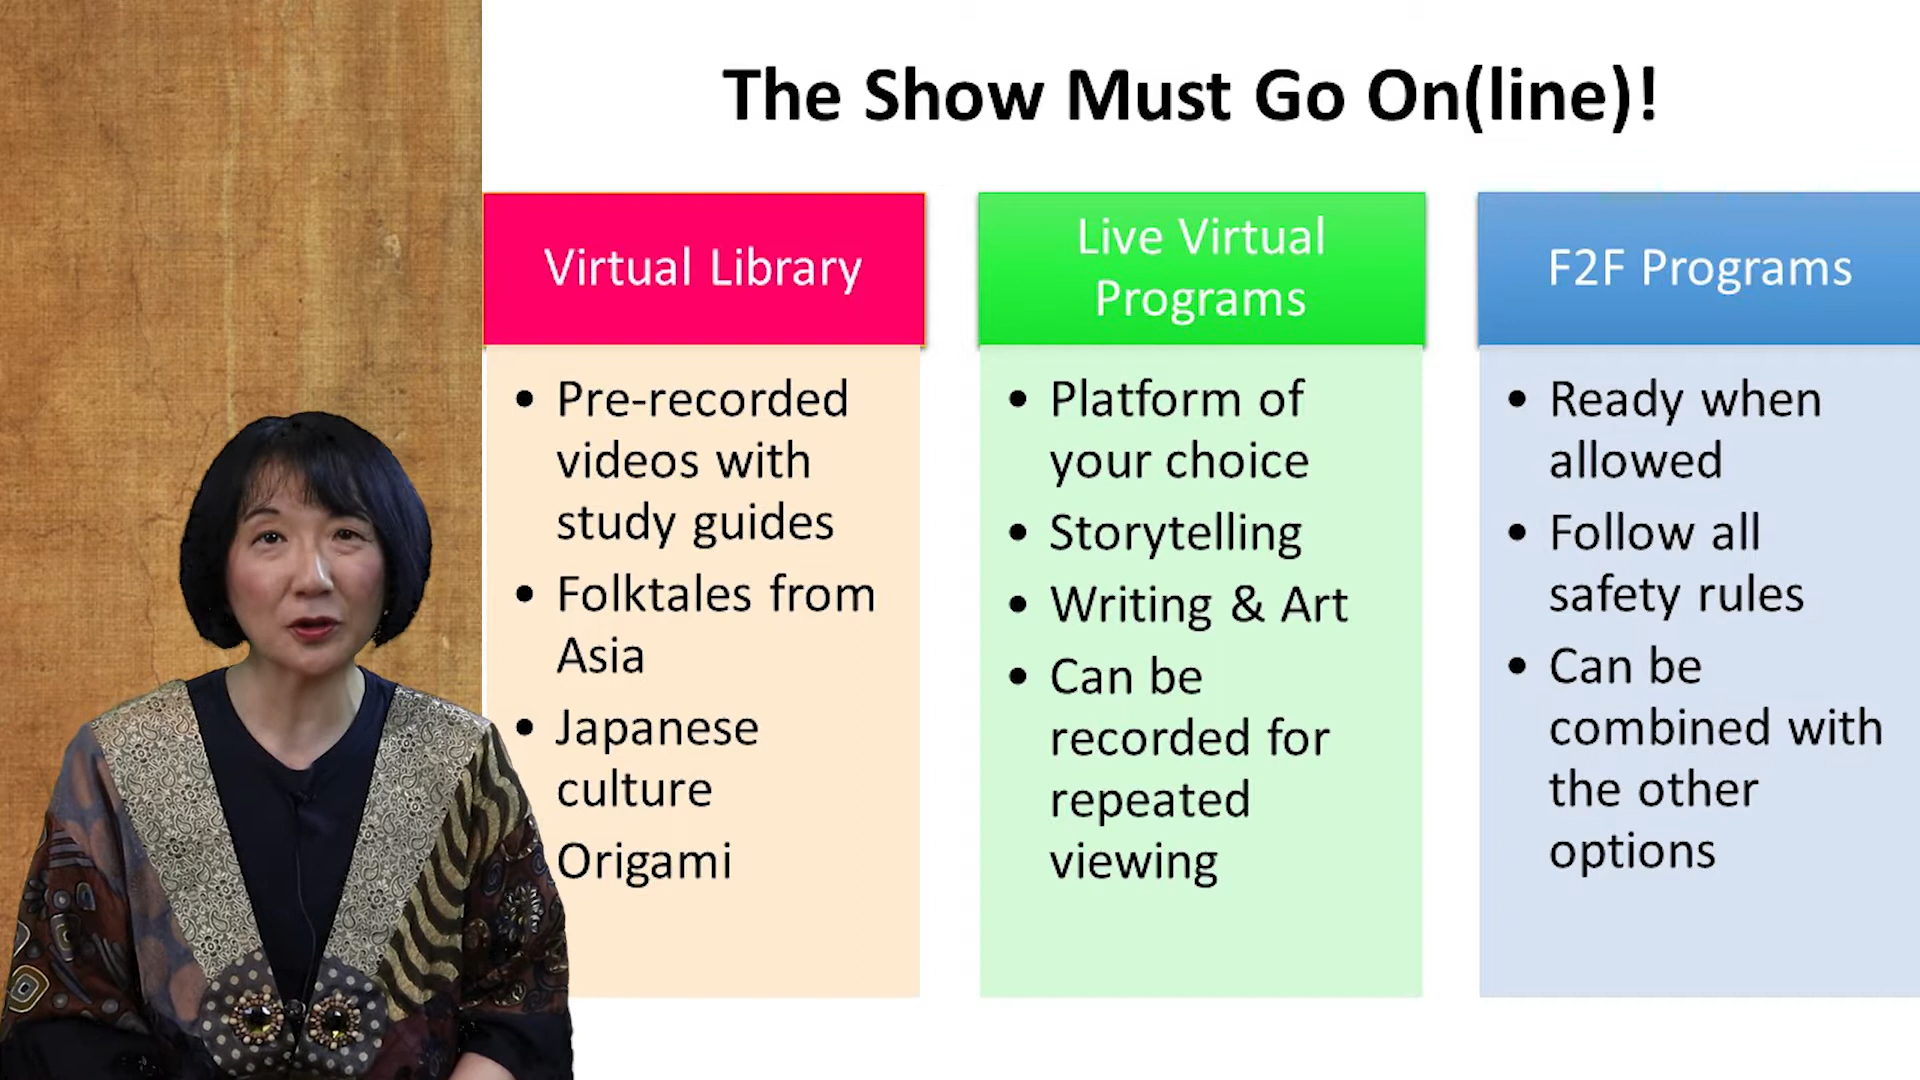 The Show Must Go On(line)!
Virtual Library
• Pre-recorded
videos with
study guides
• Folktales from
Asia
• Japanese
culture
Origami
Live Virtual
Programs
• Platform of
your choice
• Storytelling
• Writing & Art
• Can be
recorded for
repeated
viewing
F2F Programs
• Ready when
allowed
• Follow all
safety rules
• Can be
combined with
the other
options